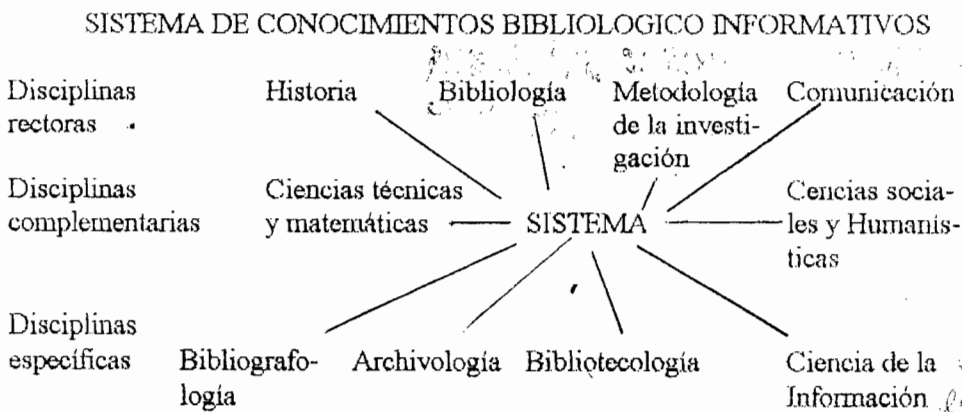 SISTEMA DE CONOCIMIENTOS BIBLIOLOGICO INFORMATIVOS
Disciplinas rectoras
Historia
Bibliología
Metodología de la investi-
gación
Comunicación
Disciplinas
complementarias
Ciencias técnicas
y matemáticas
SISTEMA
Cencias socia-
les y Humanís-
ticas
Disciplinas
específicas
Bibliografo-
logía
Archivología
Bibliotecología
Ciencia de la
Información